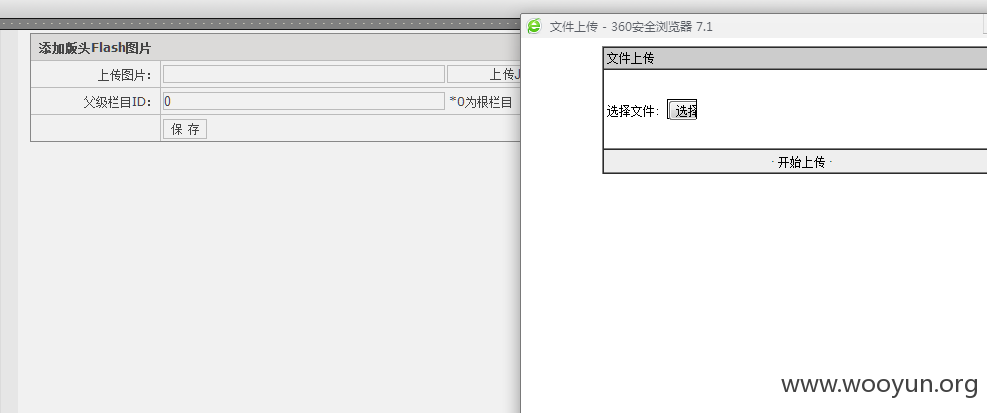 添加版头Flash图片
上传图片：
上传J
父级栏目ID：
0
*0为根栏目
保 存
文件上传 - 360安全浏览器 7.1
文件上传
选择文件：
选择
· 开始上传 ·
www.wooyun.org